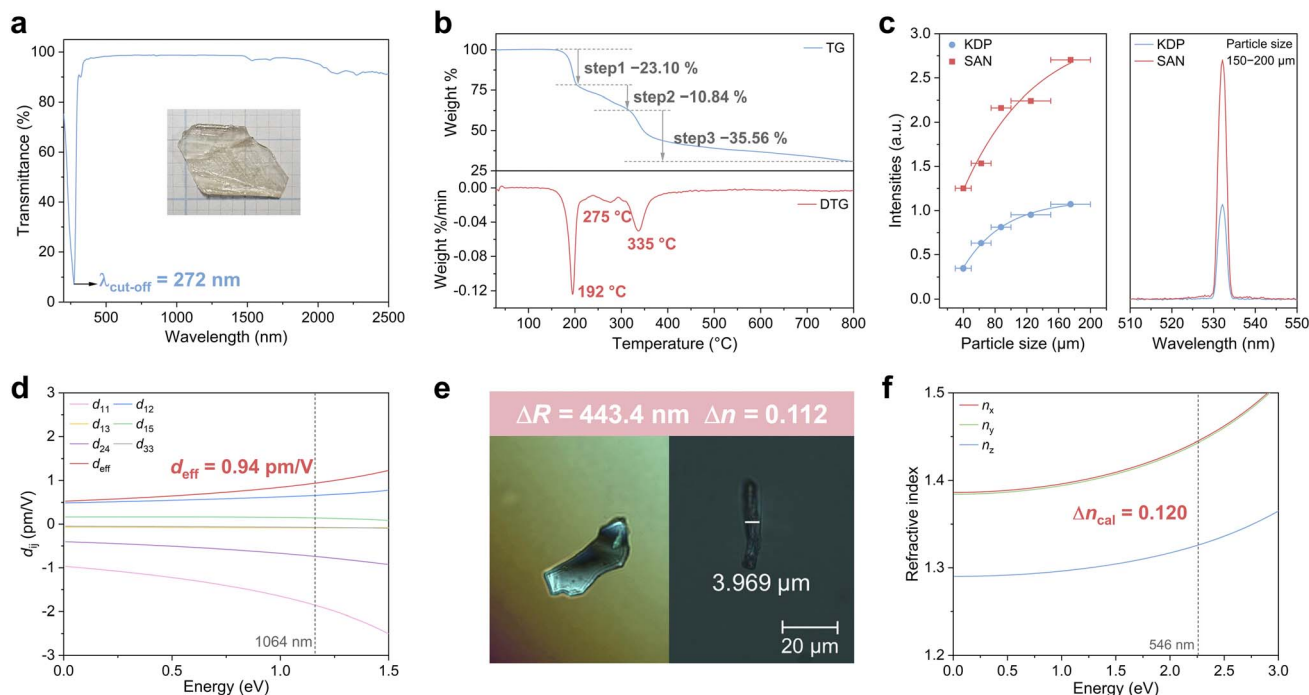 a
Transmittance (%)
100
90
80
70
60
50
40
30
20
10
0
λcut-off = 272 nm
500 1000 1500 2000 2500
Wavelength (nm)
b
Weight %
100
75
50
25
TG
step1 −23.10 %
step2 −10.84 %
step3 −35.56 %
Weight %/min
0.00
-0.04
-0.08
-0.12
DTG
275 °C
335 °C
192 °C
100 200 300 400 500 600 700 800
Temperature (°C)
c
Intensities (a.u.)
3.0
2.5
2.0
1.5
1.0
0.5
0.0
KDP
SAN
40 80 120 160 200
Particle size (µm)
KDP
SAN
Particle size
150−200 µm
510 520 530 540 550
Wavelength (nm)
d
dij (pm/V)
3
2
1
0
-1
-2
-3
d11 d12
d13 d15
d24 d33
deff
deff = 0.94 pm/V
1064 nm
0.0 0.5 1.0 1.5
Energy (eV)
e
ΔR = 443.4 nm Δn = 0.112
3.969 µm
20 µm
f
Refractive index
1.5
1.4
1.3
1.2
nx
ny
nz
Δncal = 0.120
546 nm
0.0 0.5 1.0 1.5 2.0 2.5 3.0
Energy (eV)